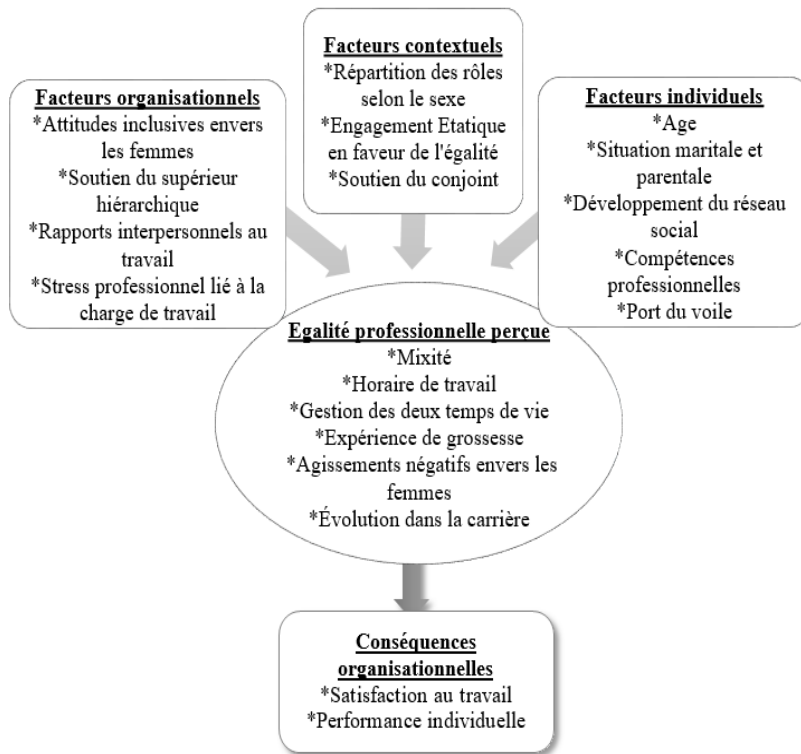 Facteurs organisationnels
*Attitudes inclusives envers
les femmes
*Soutien du supérieur
hiérarchique
*Rapports interpersonnels au
travail
*Stress professionnel lié à la
charge de travail
Facteurs contextuels
*Répartition des rôles
selon le sexe
*Engagement Etatique
en faveur de l'égalité
*Soutien du conjoint
Facteurs individuels
*Age
*Situation maritale et
parentale
*Développement du réseau
social
*Compétences
professionnelles
*Port du voile
Egalité professionnelle perçue
*Mixité
*Horaire de travail
*Gestion des deux temps de vie
*Expérience de grossesse
*Agissements négatifs envers les
femmes
*Évolution dans la carrière
Conséquences
organisationnelles
*Satisfaction au travail
*Performance individuelle